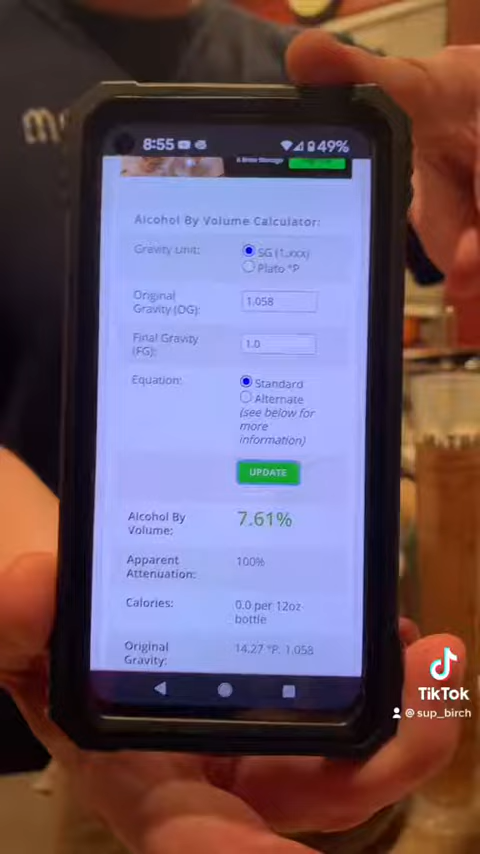 8:55
49%
& Brew Storage
Alcohol By Volume Calculator:
Gravity Unit:
SG (1.xxx)
Plato °P
Original
Gravity (OG):
1.058
Final Gravity
(FG):
1.0
Equation:
Standard
Alternate
(see below for
more
information)
UPDATE
Alcohol By
Volume:
7.61%
Apparent
Attenuation:
100%
Calories:
0.0 per 12oz
bottle
Original
Gravity:
14.27 °P, 1.058
TikTok
@sup_birch